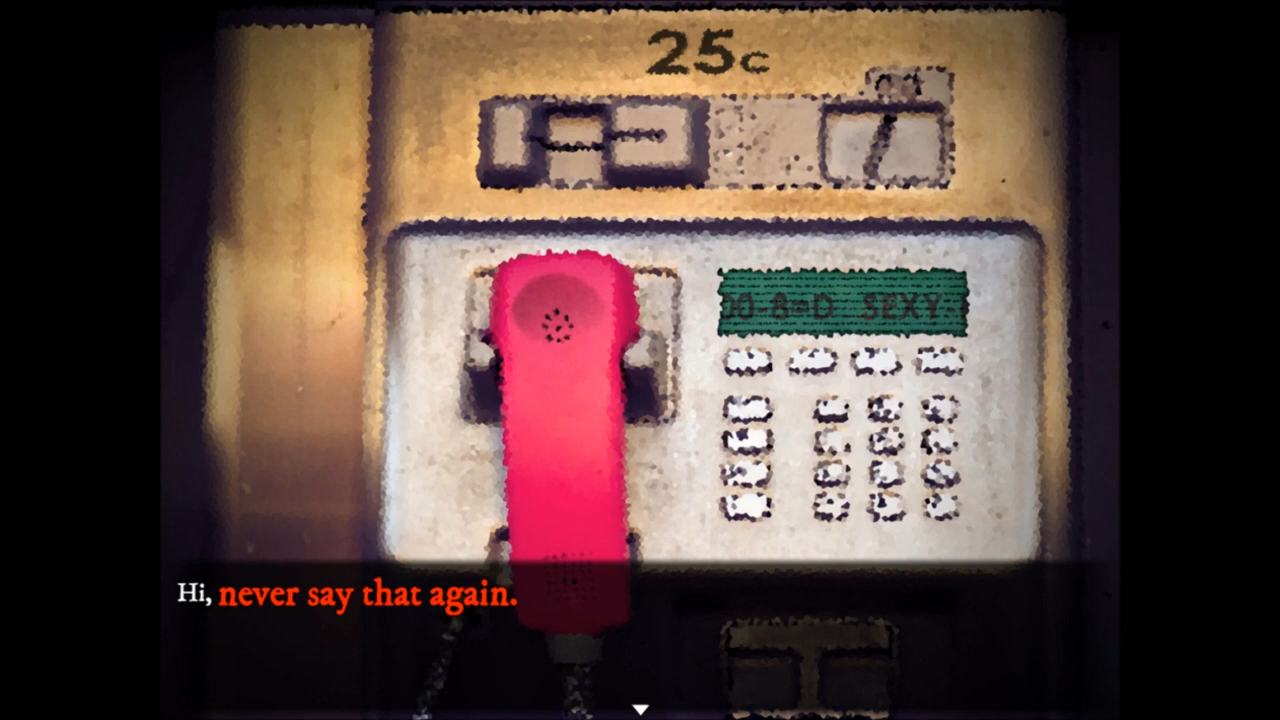 25c
00-8=D SEXY-
Hi, never say that again.